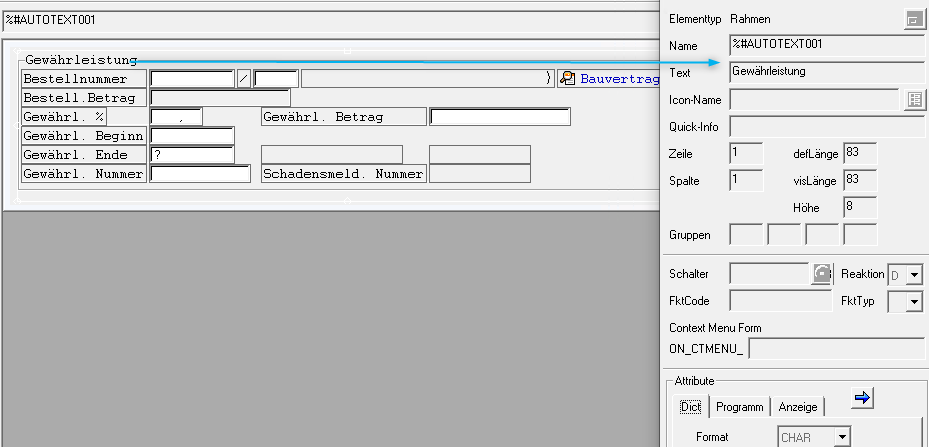 %#AUTOTEXT001
Gewährleistung
Bestellnummer / ) Bauvertrag
Bestell.Betrag
Gewährl. % , Gewährl. Betrag
Gewährl. Beginn
Gewährl. Ende ?
Gewährl. Nummer Schadensmeld. Nummer
Elementtyp Rahmen
Name %#AUTOTEXT001
Text Gewährleistung
Icon-Name
Quick-Info
Zeile 1 defLänge 83
Spalte 1 visLänge 83
Höhe 8
Gruppen
Schalter Reaktion D
FktCode FktTyp
Context Menu Form
ON_CTMENU_
Attribute
Dict Programm Anzeige
Format CHAR